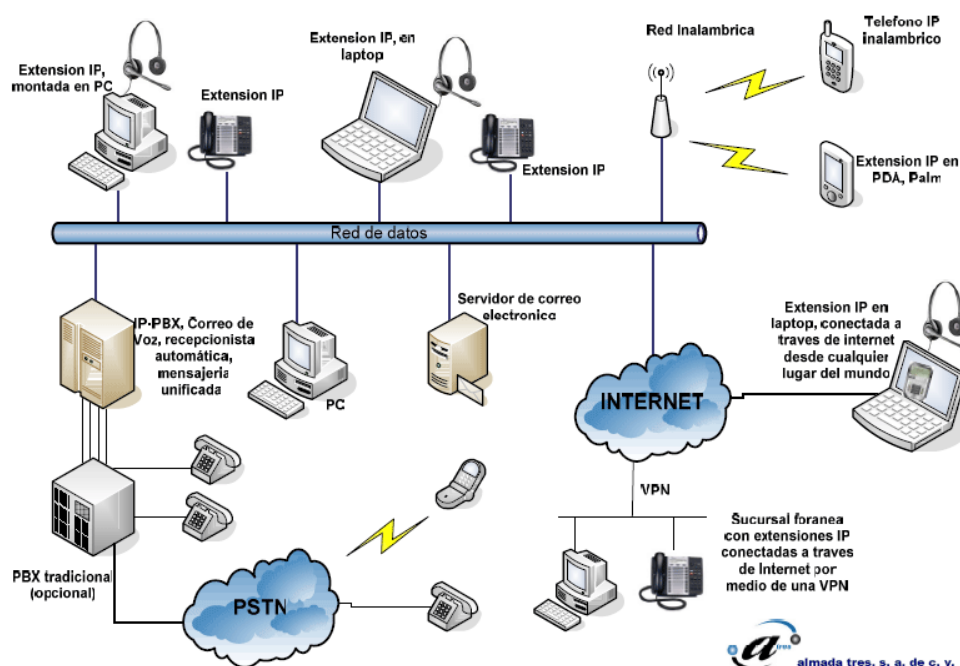 Extension IP,
montada en PC
Extension IP
Extension IP, en
laptop
Extension IP
Red Inalambrica
Telefono IP
inalambrico
Extension IP en
PDA, Palm
Red de datos
IP-PBX, Correo de
Voz, recepcionista
automática,
mensajeria
unificada
PC
Servidor de correo
electronica
INTERNET
Extension IP en
laptop, conectada a
traves de internet
desde cualquier
lugar del mundo
PBX tradicional
(opcional)
PSTN
VPN
Sucursal foranea
con extensiones IP
conectadas a traves
de Internet por
medio de una VPN
a tres
almada tres, s. a. de c. v.